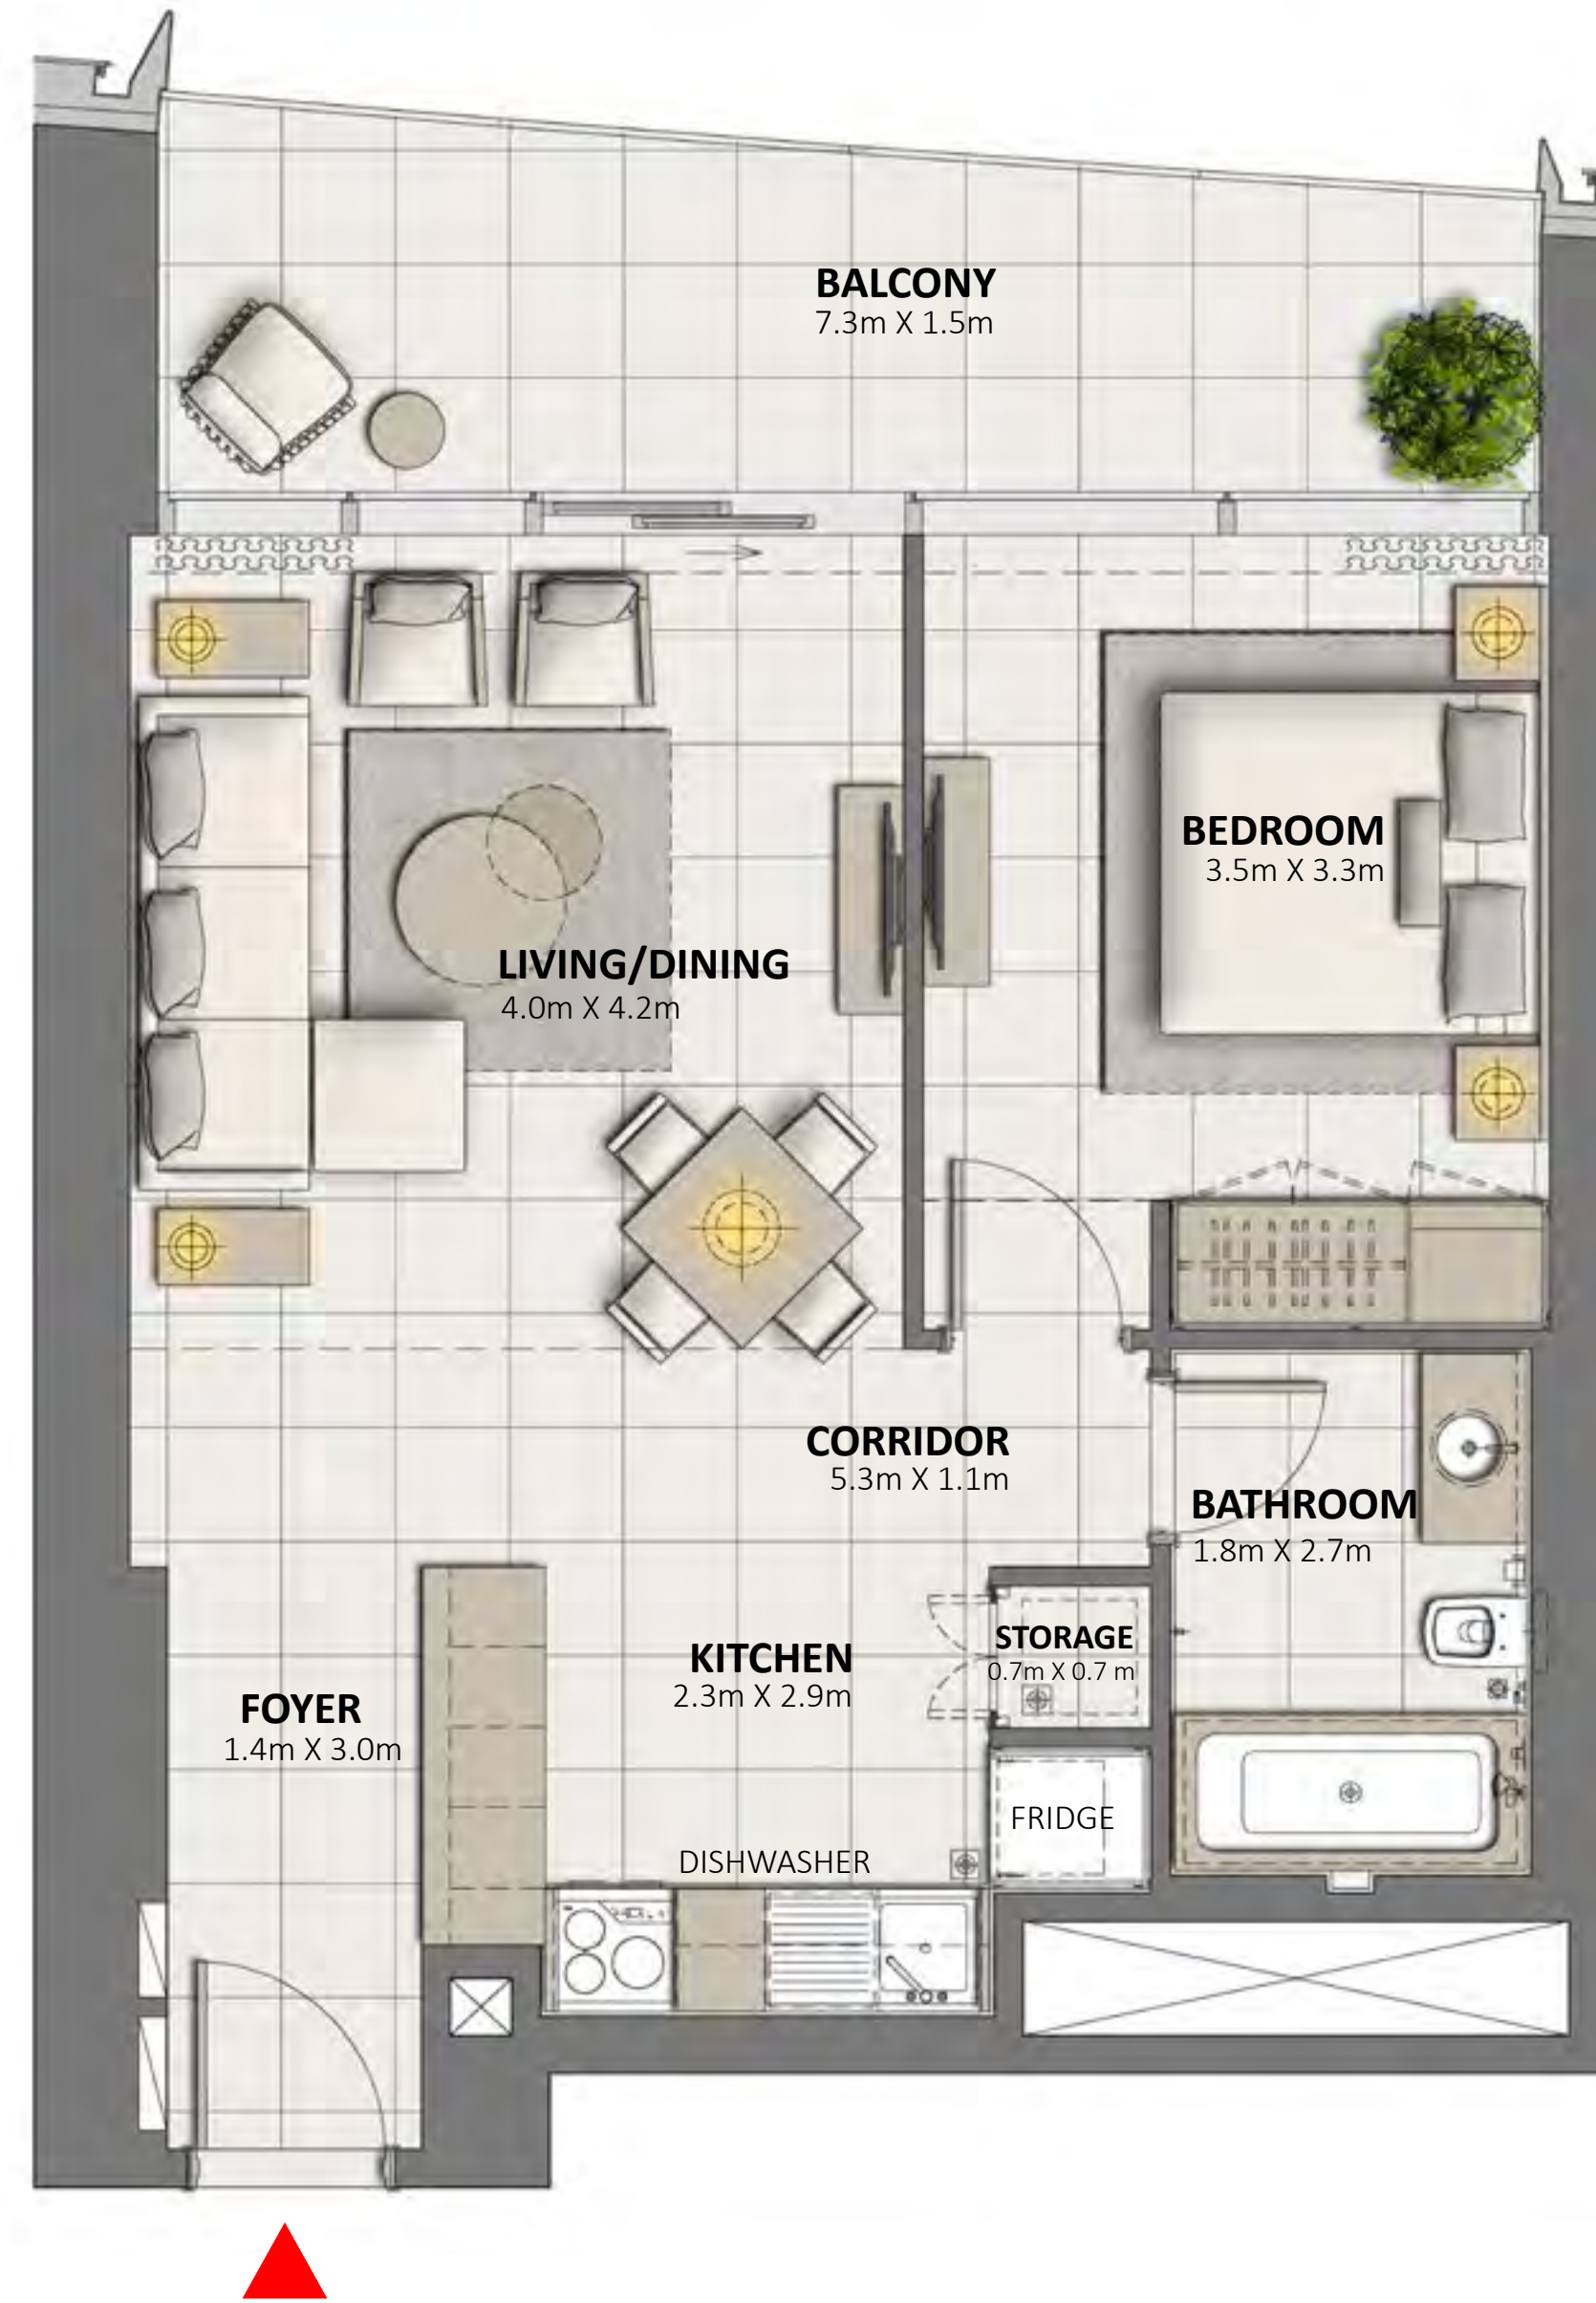 BALCONY
7.3m X 1.5m
BEDROOM
3.5m X 3.3m
LIVING/DINING
4.0m X 4.2m
CORRIDOR
5.3m X 1.1m
BATHROOM
1.8m X 2.7m
STORAGE
0.7m X 0.7 m
KITCHEN
2.3m X 2.9m
FOYER
1.4m X 3.0m
FRIDGE
DISHWASHER